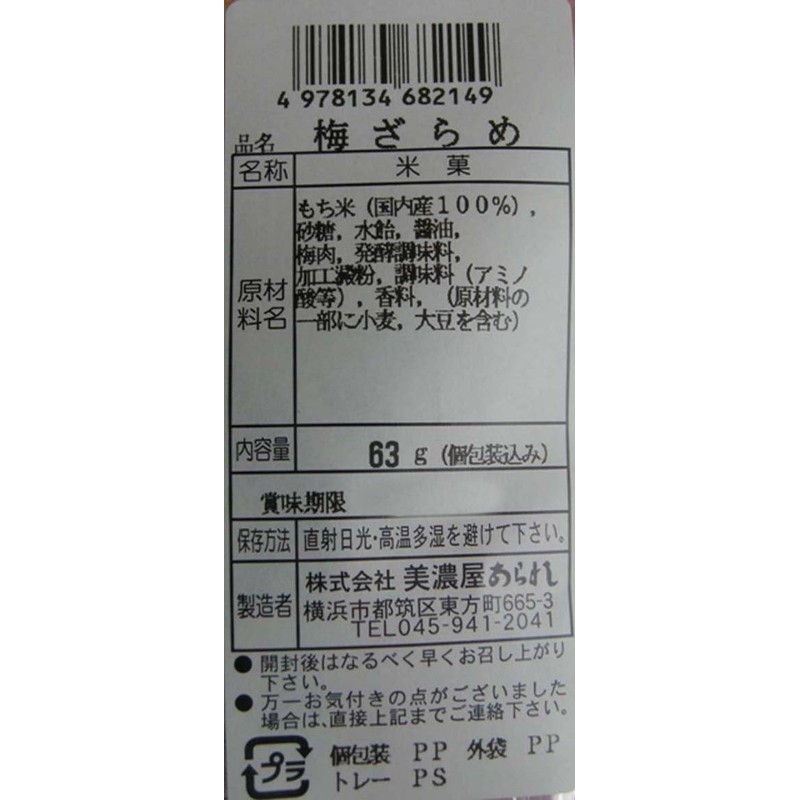 4 978134 682149
品名 梅ざらめ
名称 米菓
原材料名
もち米（国内産１００％），
砂糖，水飴，醤油，
梅肉，発酵調味料，
加工澱粉，調味料（アミノ
酸等），香料，（原材料の
一部に小麦，大豆を含む）
内容量 63 g（個包装込み）
賞味期限
保存方法 直射日光・高温多湿を避けて下さい。
製造者
株式会社 美濃屋あられ
横浜市都筑区東方町665-3
TEL045-941-2041
●開封後はなるべく早くお召し上がり
下さい。
●万一お気付きの点がございました
場合は、直接上記までご連絡下さい。
プラ
個包装 PP 外袋 PP
トレー PS